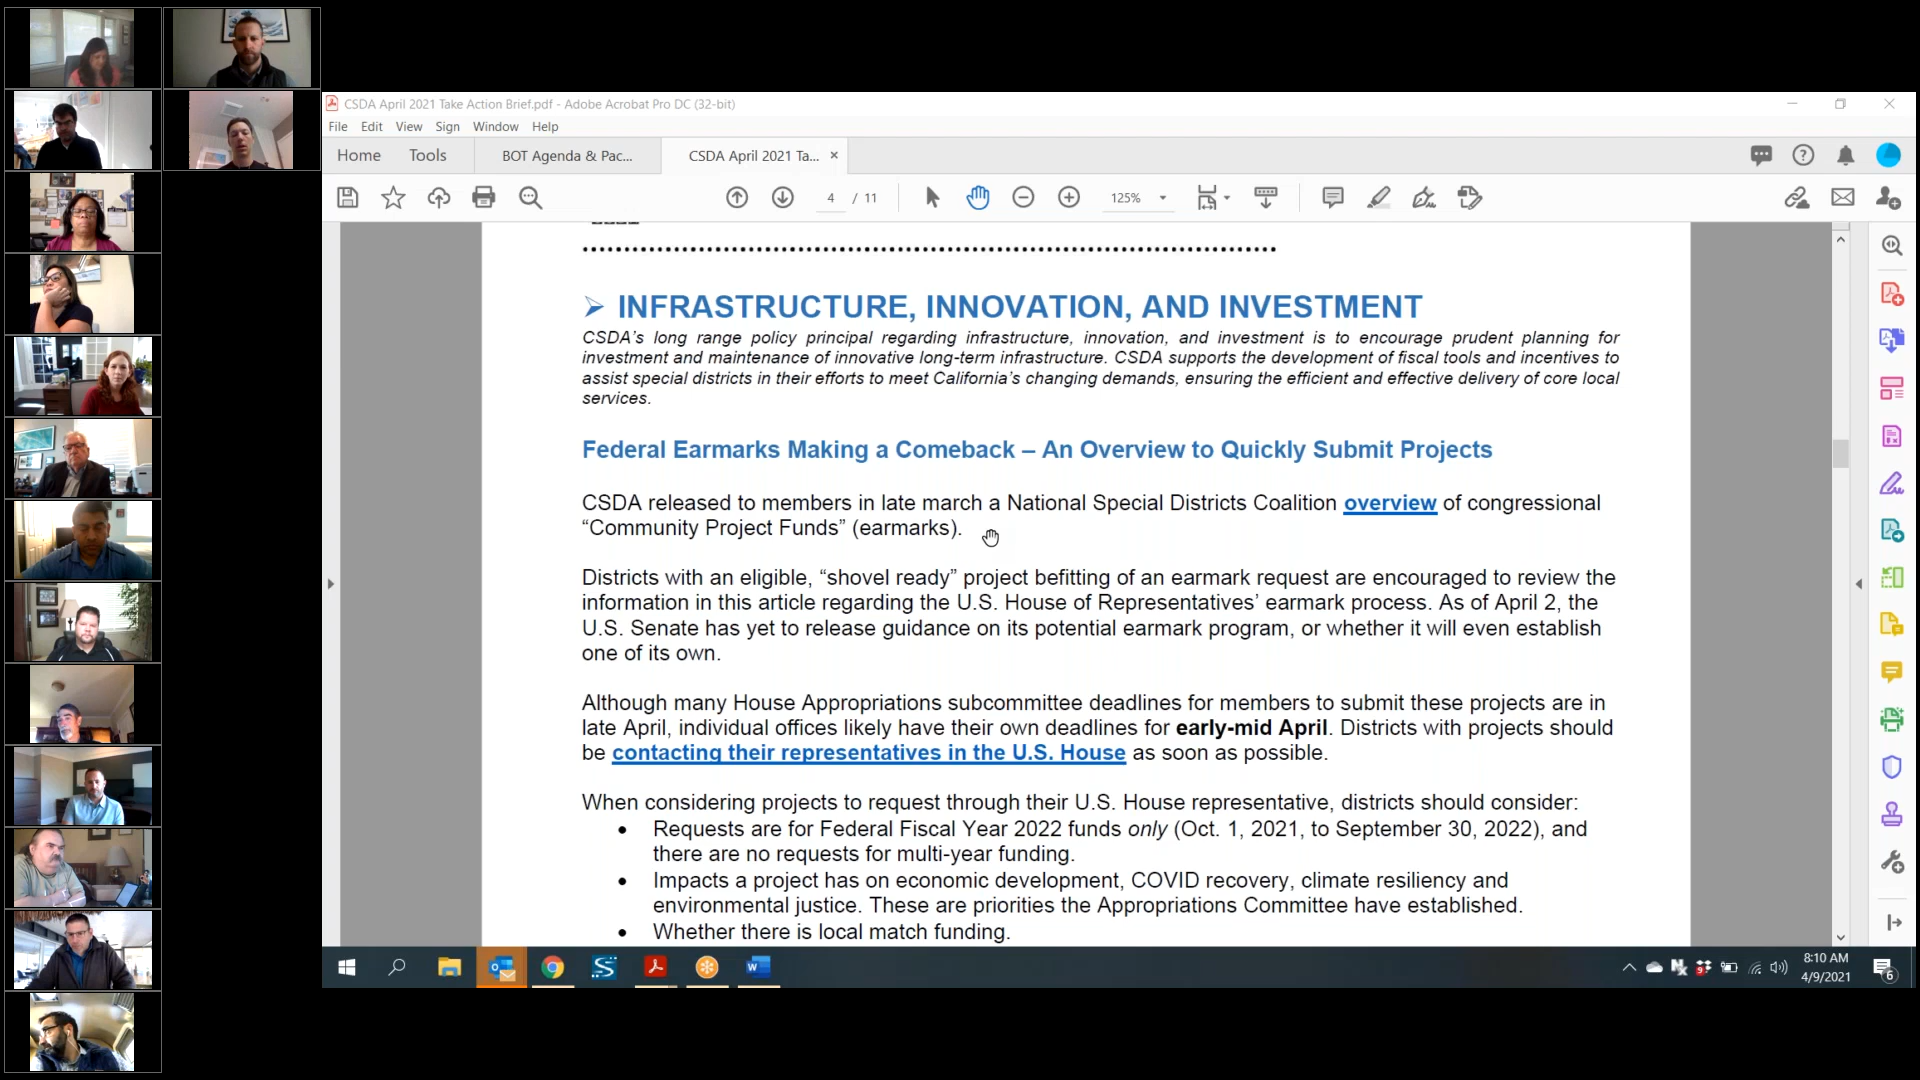 CSDA April 2021 Take Action Brief.pdf - Adobe Acrobat Pro DC (32-bit)
File Edit View Sign Window Help
Home Tools BOT Agenda & Pac... CSDA April 2021 Ta... ×
4 / 11 125%
INFRASTRUCTURE, INNOVATION, AND INVESTMENT
CSDA's long range policy principal regarding infrastructure, innovation, and investment is to encourage prudent planning for
investment and maintenance of innovative long-term infrastructure. CSDA supports the development of fiscal tools and incentives to
assist special districts in their efforts to meet California's changing demands, ensuring the efficient and effective delivery of core local
services.
Federal Earmarks Making a Comeback – An Overview to Quickly Submit Projects
CSDA released to members in late march a National Special Districts Coalition overview of congressional
“Community Project Funds” (earmarks).
Districts with an eligible, “shovel ready” project befitting of an earmark request are encouraged to review the
information in this article regarding the U.S. House of Representatives’ earmark process. As of April 2, the
U.S. Senate has yet to release guidance on its potential earmark program, or whether it will even establish
one of its own.
Although many House Appropriations subcommittee deadlines for members to submit these projects are in
late April, individual offices likely have their own deadlines for early-mid April. Districts with projects should
be contacting their representatives in the U.S. House as soon as possible.
When considering projects to request through their U.S. House representative, districts should consider:
• Requests are for Federal Fiscal Year 2022 funds only (Oct. 1, 2021, to September 30, 2022), and
there are no requests for multi-year funding.
• Impacts a project has on economic development, COVID recovery, climate resiliency and
environmental justice. These are priorities the Appropriations Committee have established.
• Whether there is local match funding.
8:10 AM
4/9/2021
6